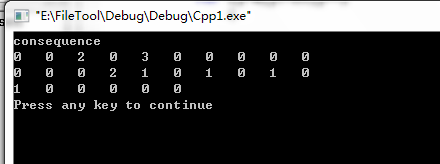 "E:\FileTool\Debug\Debug\Cpp1.exe"
consequence
0 0 2 0 3 0 0 0 0 0
0 0 0 2 1 0 1 0 1 0
1 0 0 0 0 0
Press any key to continue